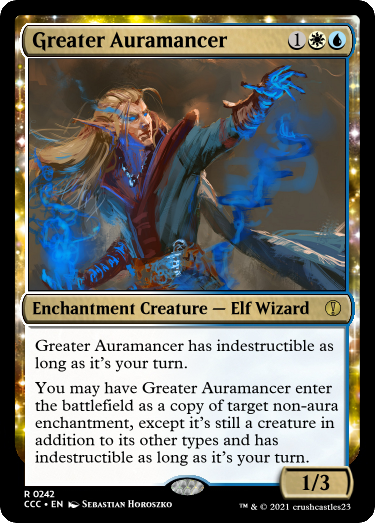 Greater Auramancer 1
Enchantment Creature — Elf Wizard
Greater Auramancer has indestructible as
long as it's your turn.
You may have Greater Auramancer enter
the battlefield as a copy of target non-aura
enchantment, except it's still a creature in
addition to its other types and has
indestructible as long as it's your turn.
1/3
R 0242
CCC • EN Sebastian Horoszko
™ & © 2021 crushcastles23